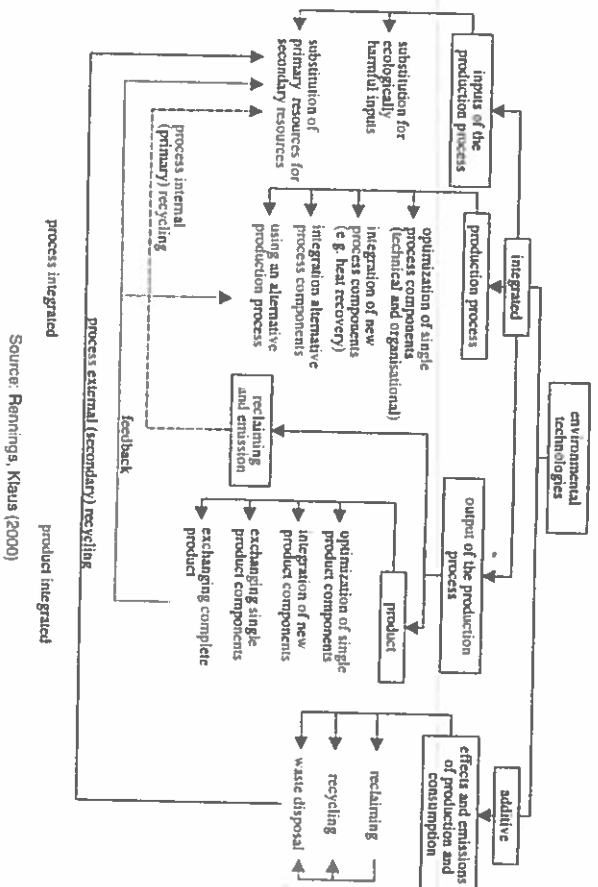 environmental
technologies
integrated
additive
inputs of the
production process
production process
output of the production
process
effects and emissions
of production and
consumption
substitution for
ecologically
harmful inputs
substitution of
primary resources for
secondary resources
optimization of single
process components
(technical and organisational)
integration of new
process components
(e.g. heat recovery)
integration alternative
process components
using an alternative
production process
reclaiming
and emission
product
optimization of single
product components
integration of new
product components
exchanging single
product components
exchanging complete
product
reclaiming
recycling
waste disposal
process internal
(primary) recycling
feedback
process external (secondary) recycling
process integrated
product integrated
Source: Rennings, Klaus (2000)